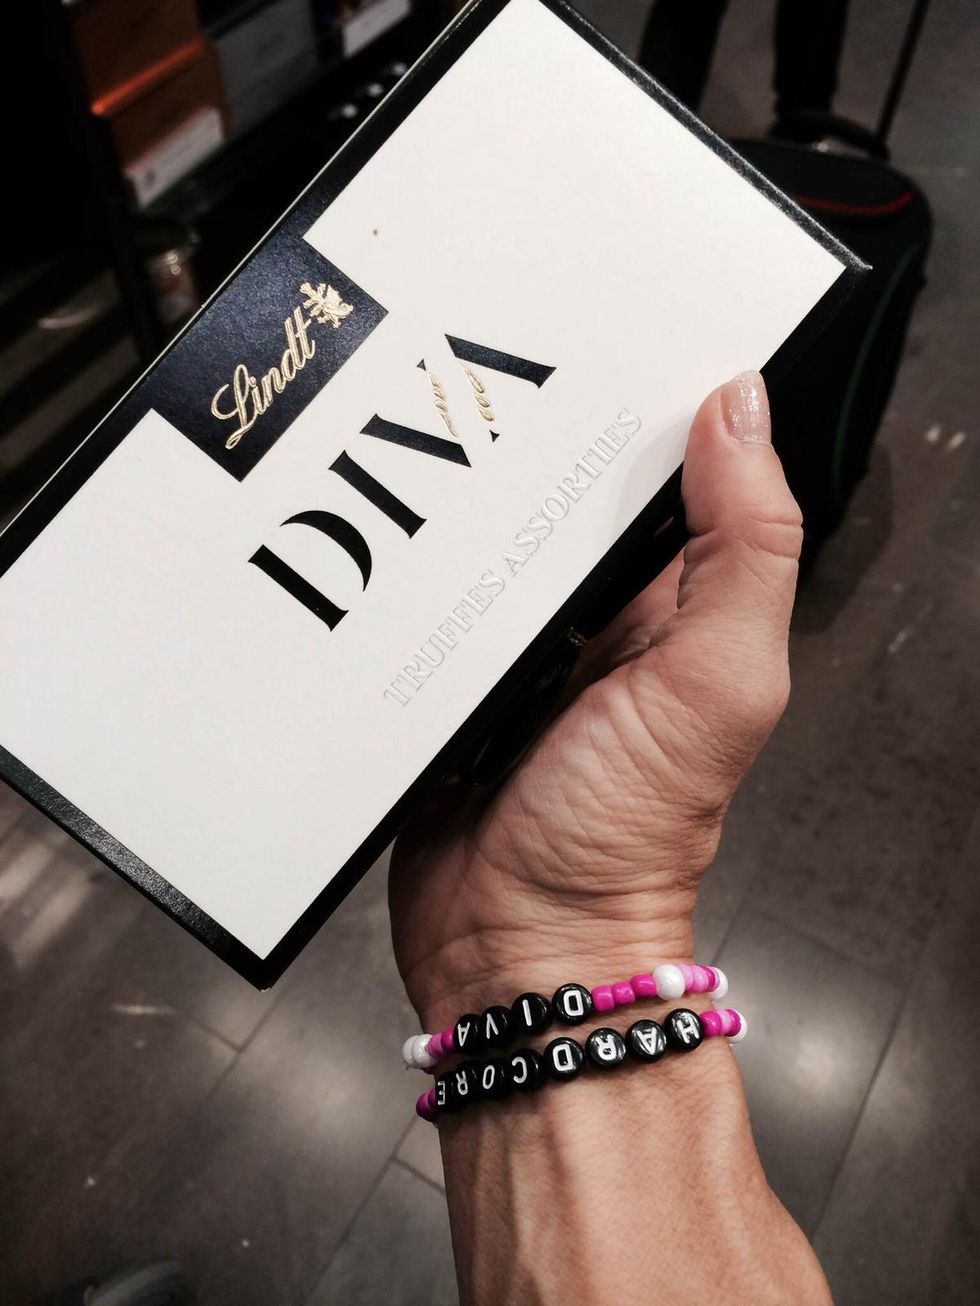 Lindt
DIVA
TRUFFES ASSORTIES
DIVA
HARDCORE